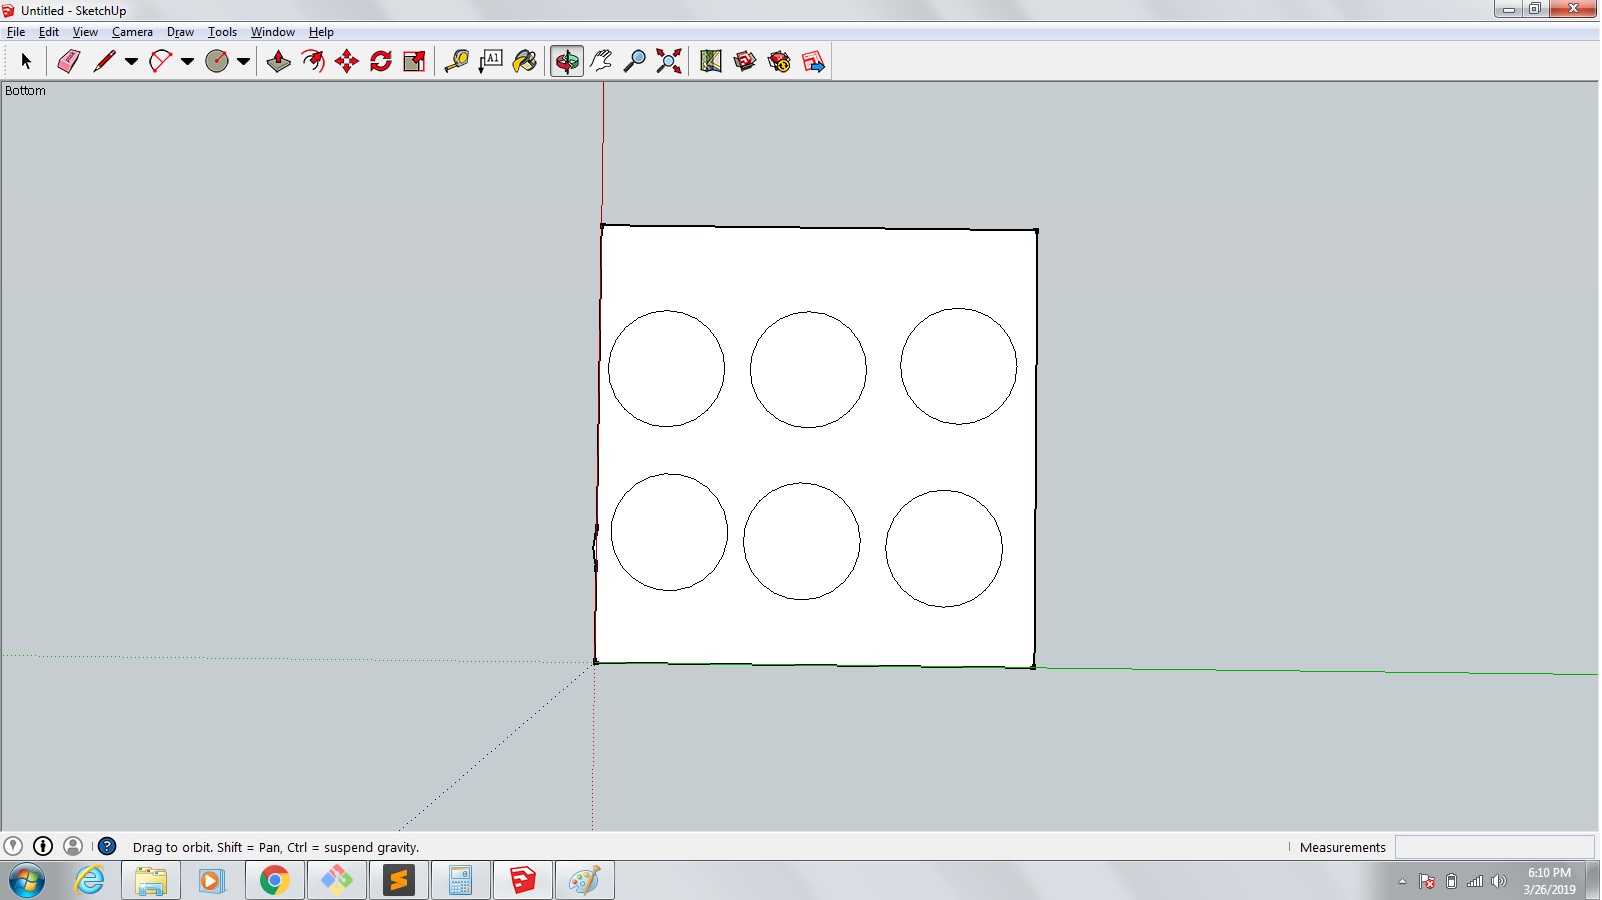 Untitled - SketchUp
File Edit View Camera Draw Tools Window Help
A1
Bottom
? Drag to orbit. Shift = Pan, Ctrl = suspend gravity. Measurements
6:10 PM
3/26/2019